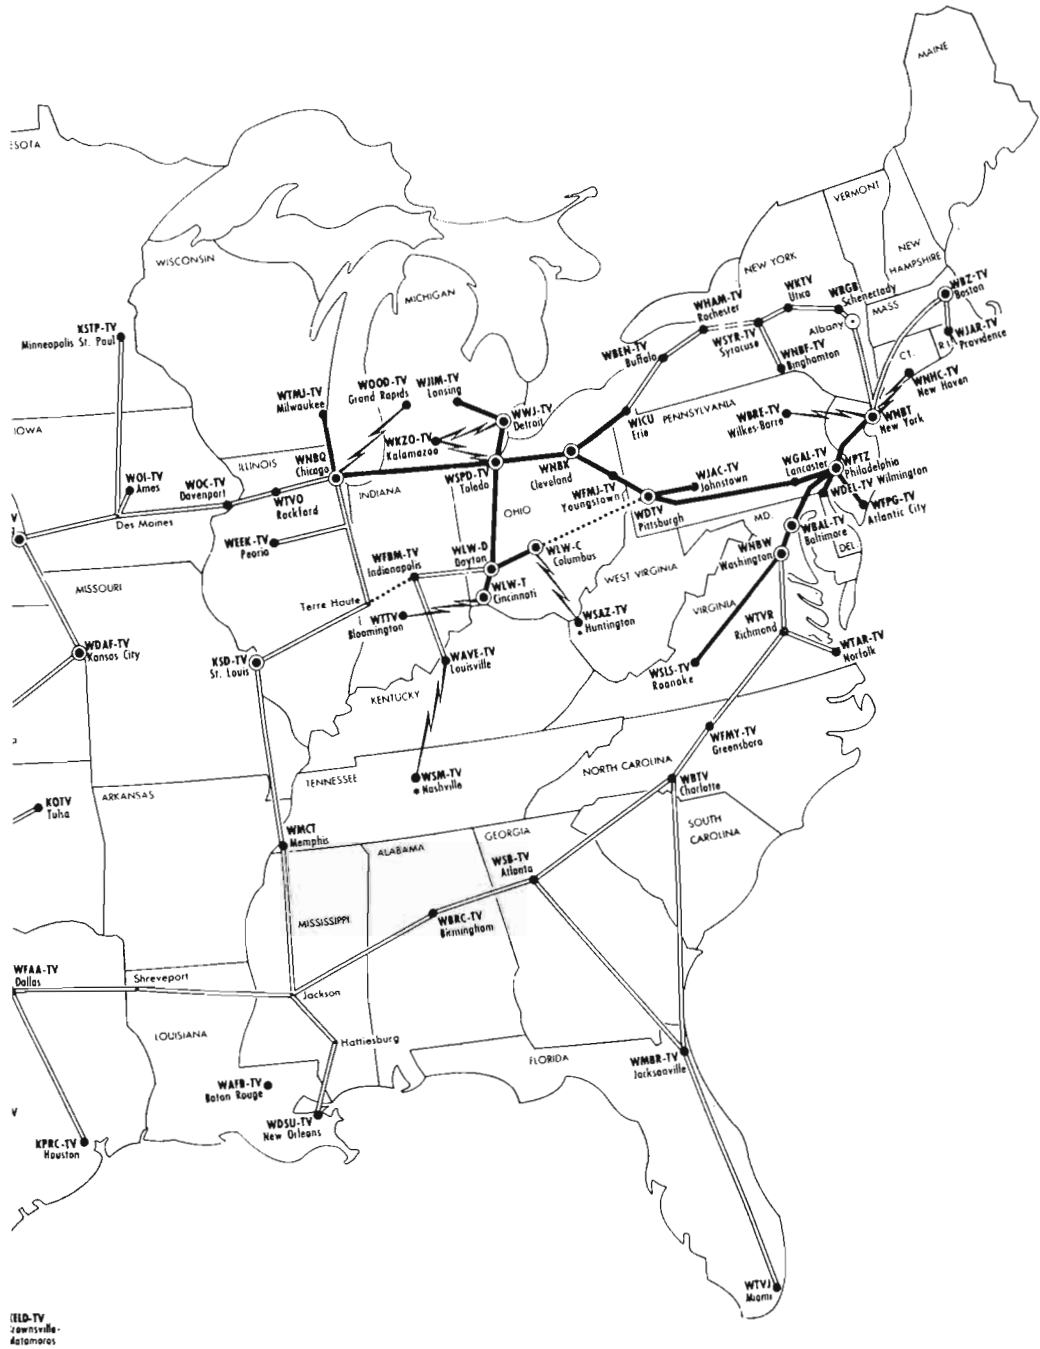 MAINE
ESOTA
VERMONT
NEW
HAMPSHIRE
WISCONSIN
NEW YORK
MICHIGAN
WKTV
Utica
WRGB
Schenectady
WBZ-TV
Boston
MASS
WHAM-TV
Rochester
Albany
KSTP-TV
Minneapolis St. Paul
WSYR-TV
Syracuse
WJAR-TV
Providence
R.I.
CT.
WBEN-TV
Buffalo
WNBF-TV
Binghamton
WNHC-TV
New Haven
WOOD-TV
Grand Rapids
WJIM-TV
Lansing
WTMJ-TV
Milwaukee
WICU
Erie
PENNSYLVANIA
WBRE-TV
Wilkes-Barre
WNBT
New York
WWJ-TV
Detroit
IOWA
WKZO-TV
Kalamazoo
WNBQ
Chicago
ILLINOIS
WNBK
Cleveland
WSPD-TV
Toledo
WGAL-TV
Lancaster
WPTZ
Philadelphia
WOI-TV
Ames
WOC-TV
Davenport
WTVO
Rockford
INDIANA
WFMJ-TV
Youngstown
WJAC-TV
Johnstown
WDEL-TV Wilmington
WFPG-TV
Atlantic City
Des Moines
OHIO
WDTV
Pittsburgh
MD.
WBAL-TV
Baltimore
DEL.
WEEK-TV
Peoria
WFBM-TV
Indianapolis
WLW-D
Dayton
WLW-C
Columbus
WNBW
Washington
WEST VIRGINIA
MISSOURI
WLW-T
Cincinnati
Terre Haute
WTTV
Bloomington
WSAZ-TV
Huntington
VIRGINIA
WTVR
Richmond
WDAF-TV
Kansas City
WTAR-TV
Norfolk
KSD-TV
St. Louis
WAVE-TV
Louisville
WSLS-TV
Roanoke
KENTUCKY
WFMY-TV
Greensboro
TENNESSEE
WSM-TV
Nashville
NORTH CAROLINA
WBTV
Charlotte
ARKANSAS
KOTV
Tulsa
SOUTH
CAROLINA
WMCT
Memphis
ALABAMA
GEORGIA
WSB-TV
Atlanta
MISSISSIPPI
WBRC-TV
Birmingham
WFAA-TV
Dallas
Shreveport
Jackson
LOUISIANA
Hattiesburg
FLORIDA
WMBR-TV
Jacksonville
WAFB-TV
Baton Rouge
WDSU-TV
New Orleans
KPRC-TV
Houston
WTVJ
Miami
ELD-TV
rownsville-
Matamoros